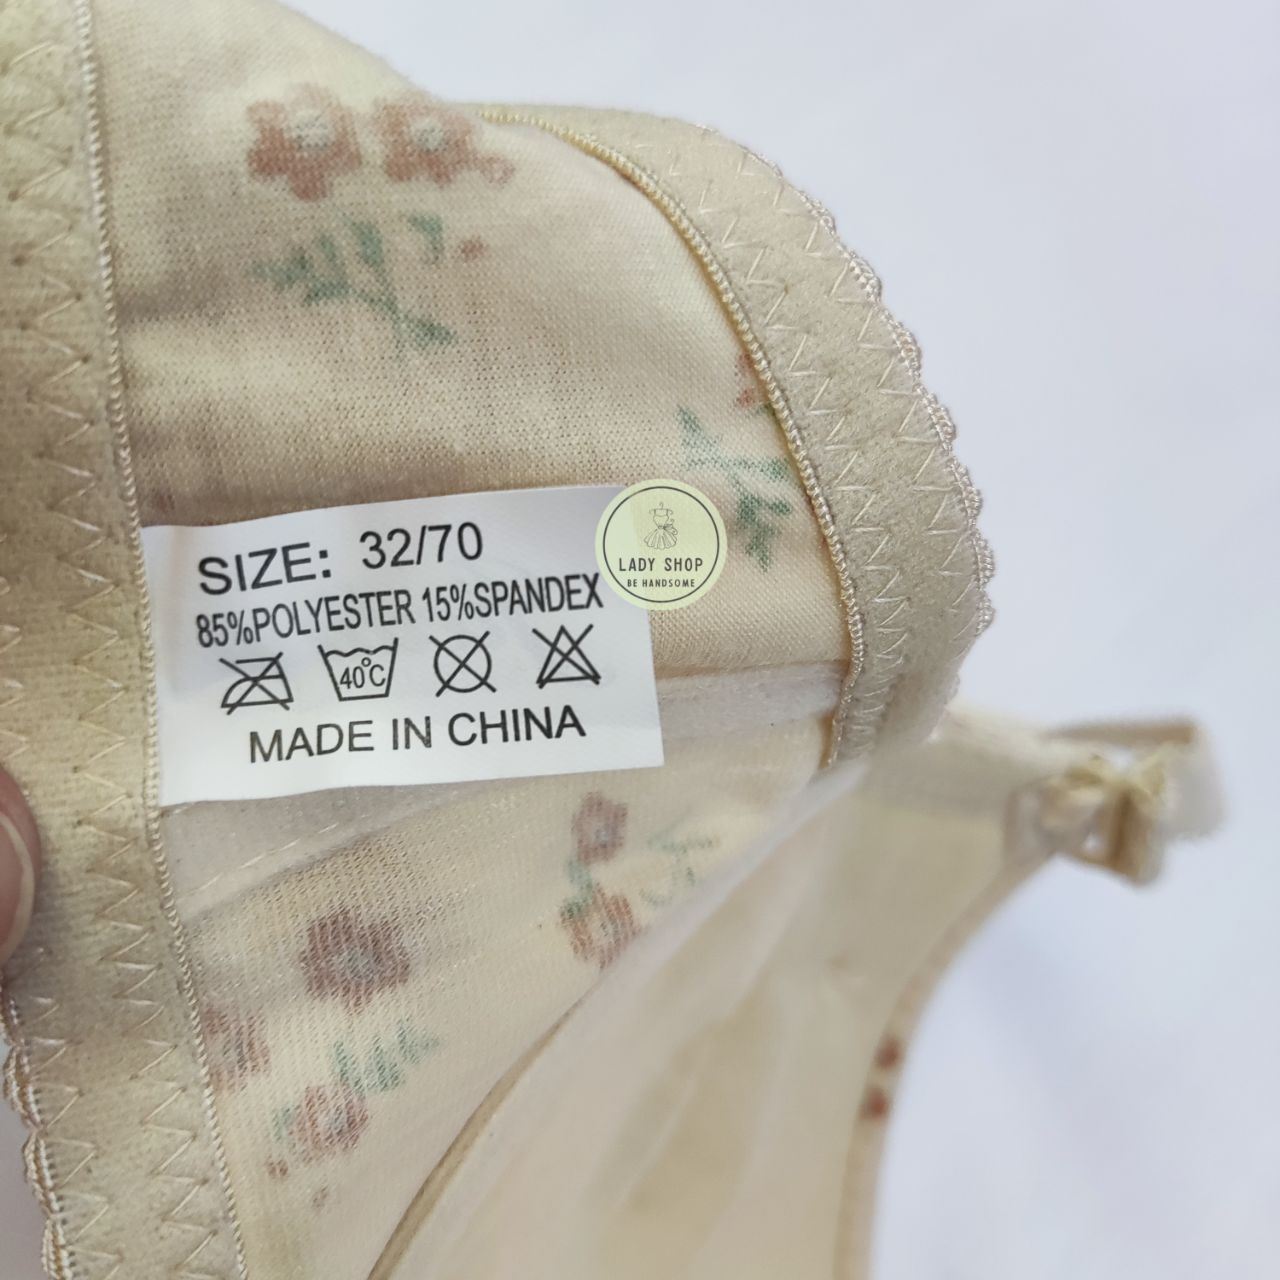 SIZE: 32/70
85%POLYESTER 15%SPANDEX
40°C
MADE IN CHINA
LADY SHOP
BE HANDSOME